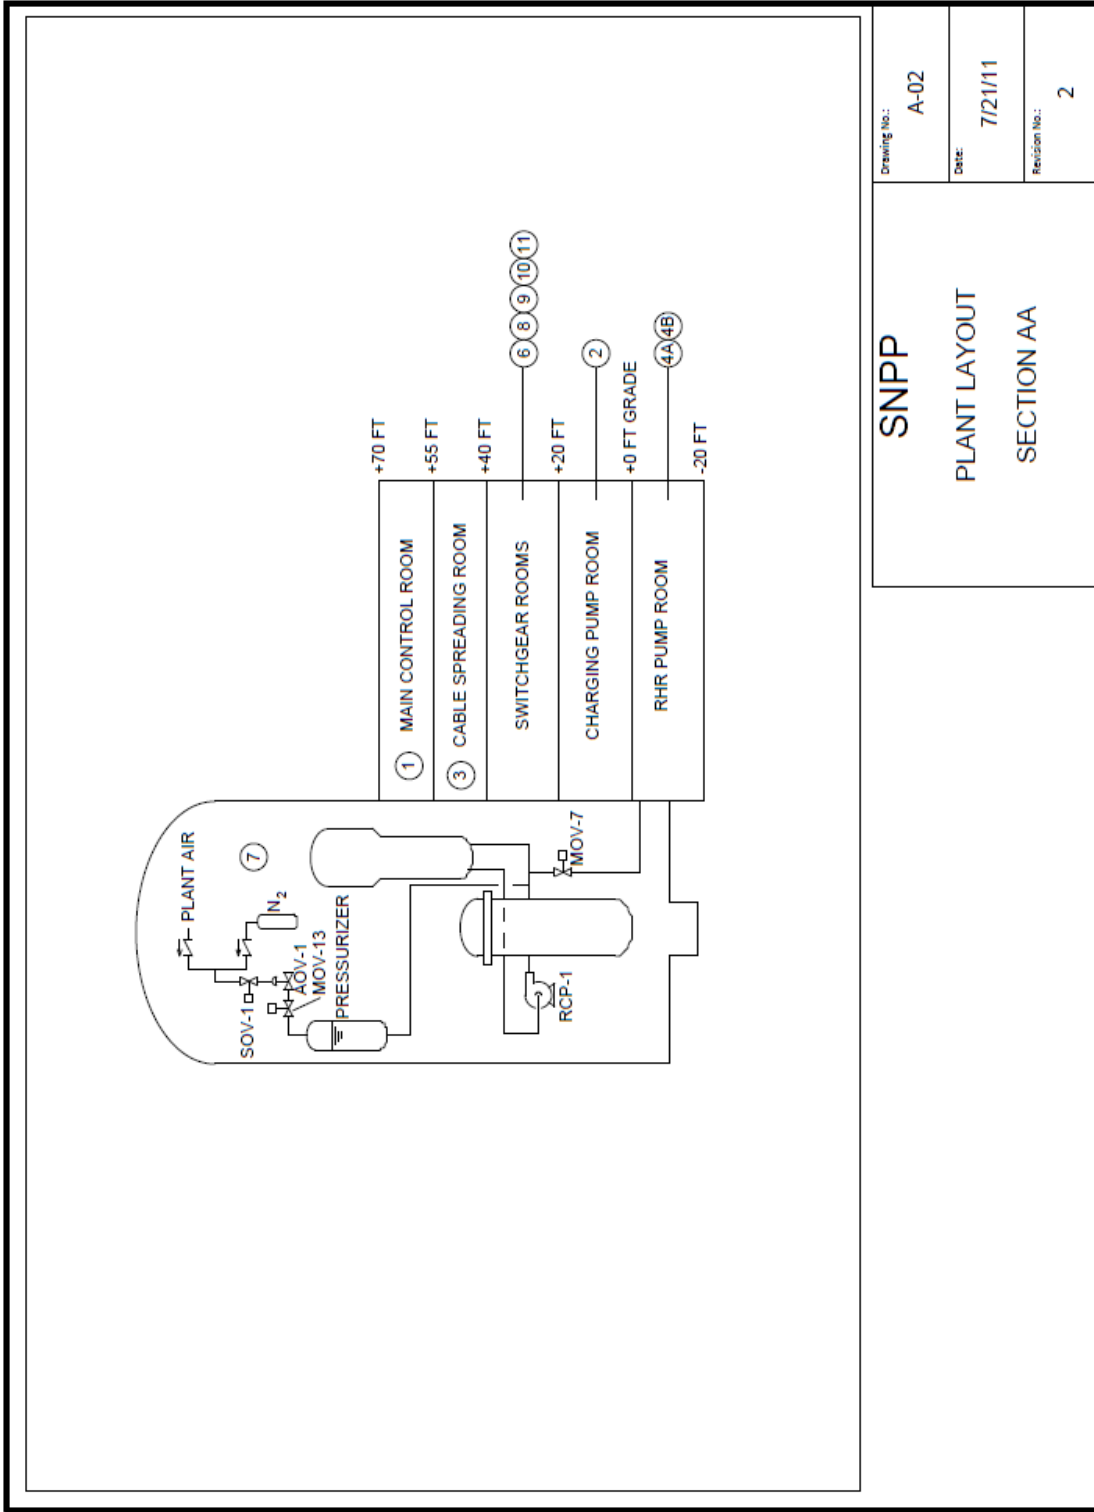 PLANT AIR
7
N2
SOV-1
AOV-1
MOV-13
PRESSURIZER
RCP-1
MOV-7
+70 FT
1 MAIN CONTROL ROOM
+55 FT
3 CABLE SPREADING ROOM
+40 FT
SWITCHGEAR ROOMS
6 8 9 10 11
+20 FT
CHARGING PUMP ROOM
2
+0 FT GRADE
RHR PUMP ROOM
4A 4B
-20 FT
SNPP
PLANT LAYOUT
SECTION AA
Drawing No.:
A-02
Date:
7/21/11
Revision No.:
2